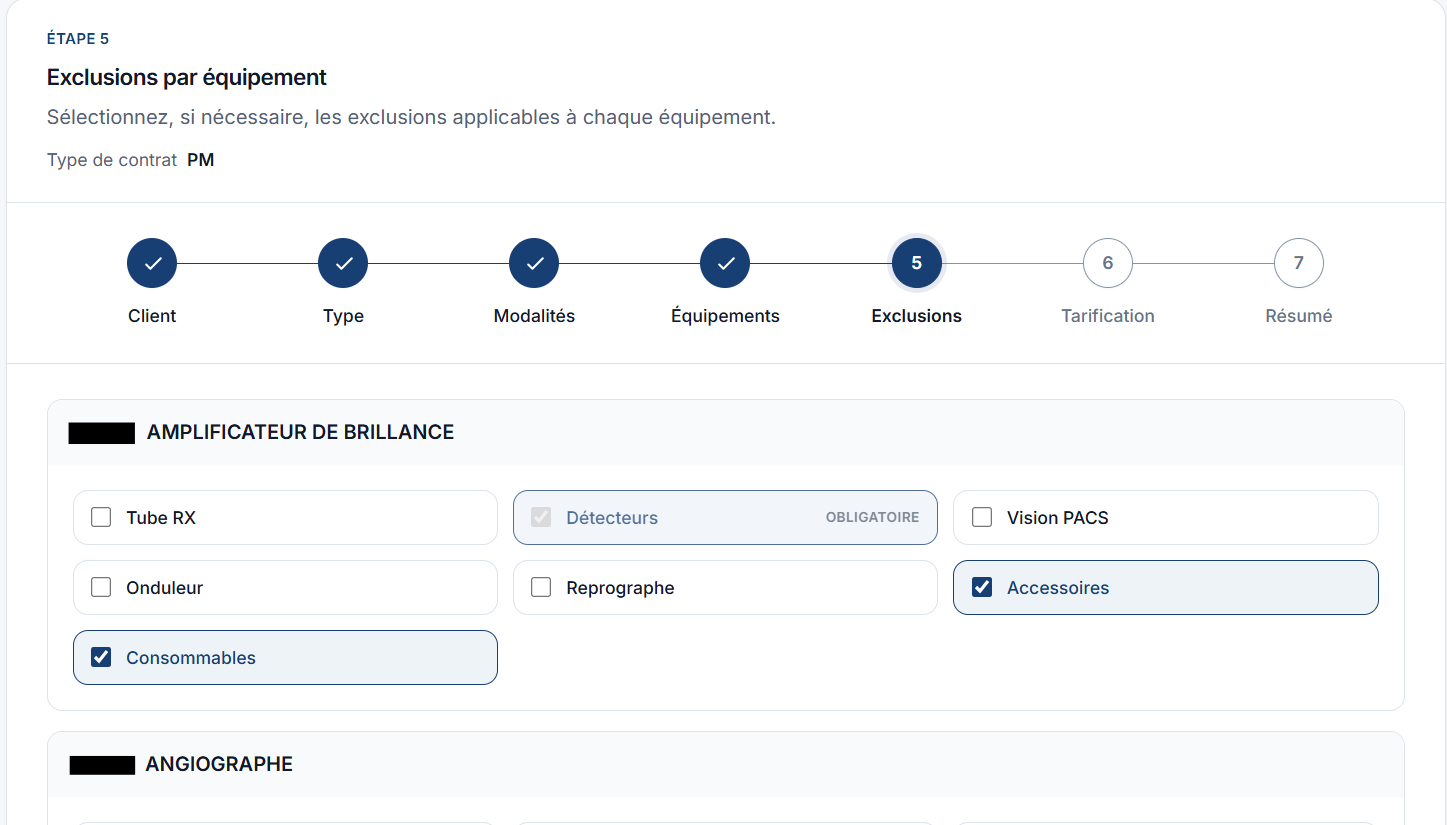 ÉTAPE 5
Exclusions par équipement
Sélectionnez, si nécessaire, les exclusions applicables à chaque équipement.
Type de contrat PM
5 6 7
Client Type Modalités Équipements Exclusions Tarification Résumé
AMPLIFICATEUR DE BRILLANCE
Tube RX Détecteurs OBLIGATOIRE Vision PACS
Onduleur Reprographe Accessoires
Consommables
ANGIOGRAPHE